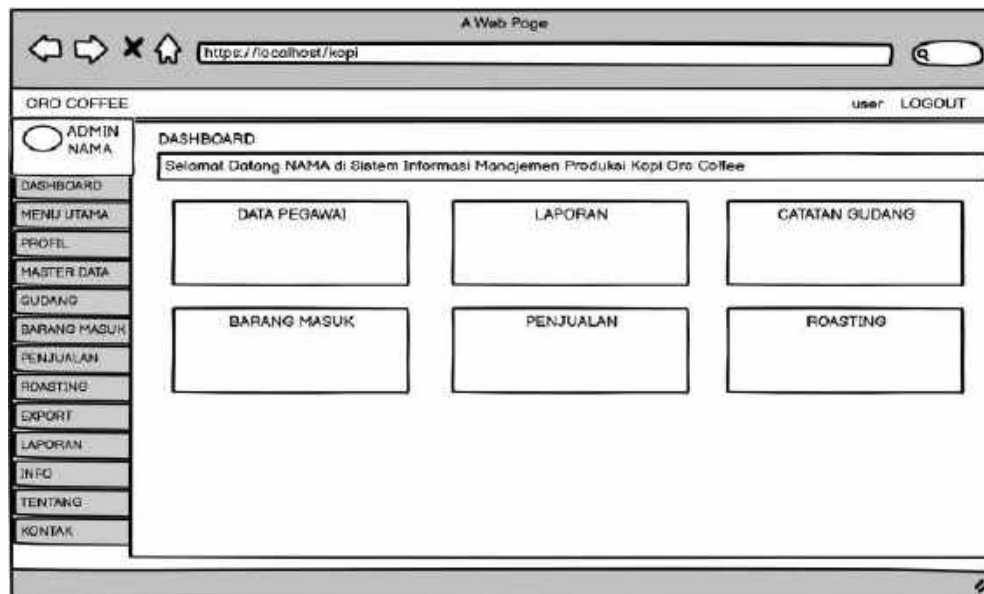 A Web Page
https://localhost/kopi
ORO COFFEE
user LOGOUT
ADMIN
NAMA
DASHBOARD
Selamat Datang NAMA di Sistem Informasi Manajemen Produksi Kopi Oro Coffee
DASHBOARD
MENU UTAMA
PROFIL
MASTER DATA
GUDANG
BARANG MASUK
PENJUALAN
ROASTING
EXPORT
LAPORAN
INFO
TENTANG
KONTAK
DATA PEGAWAI
LAPORAN
CATATAN GUDANG
BARANG MASUK
PENJUALAN
ROASTING